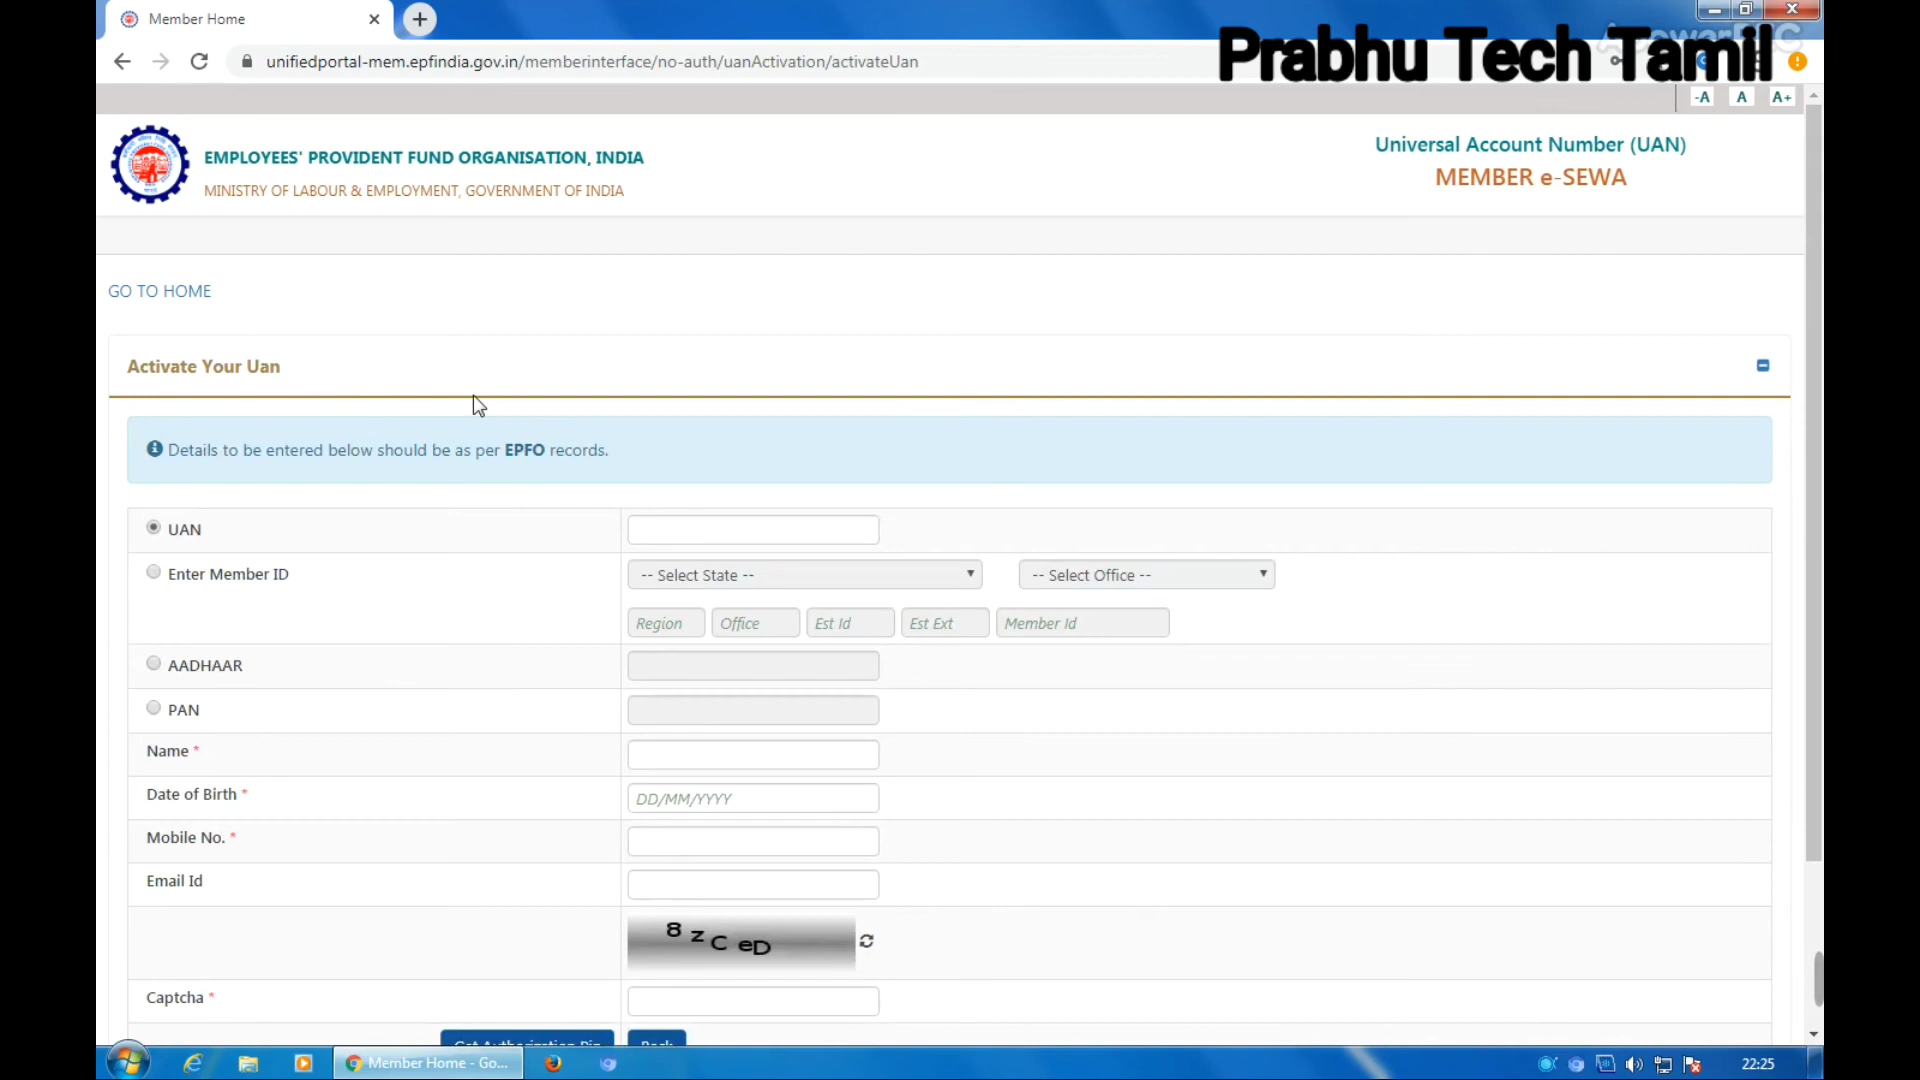 Member Home
unifiedportal-mem.epfindia.gov.in/memberinterface/no-auth/uanActivation/activateUan
Prabhu Tech Tamil
-A A A+
EMPLOYEES' PROVIDENT FUND ORGANISATION, INDIA
MINISTRY OF LABOUR & EMPLOYMENT, GOVERNMENT OF INDIA
Universal Account Number (UAN)
MEMBER e-SEWA
GO TO HOME
Activate Your Uan
Details to be entered below should be as per EPFO records.
UAN
Enter Member ID
-- Select State -- -- Select Office --
Region Office Est Id Est Ext Member Id
AADHAAR
PAN
Name *
Date of Birth * DD/MM/YYYY
Mobile No. *
Email Id
8 z C e D
Captcha *
Get Authorization Pin Back
Member Home - Go...
22:25